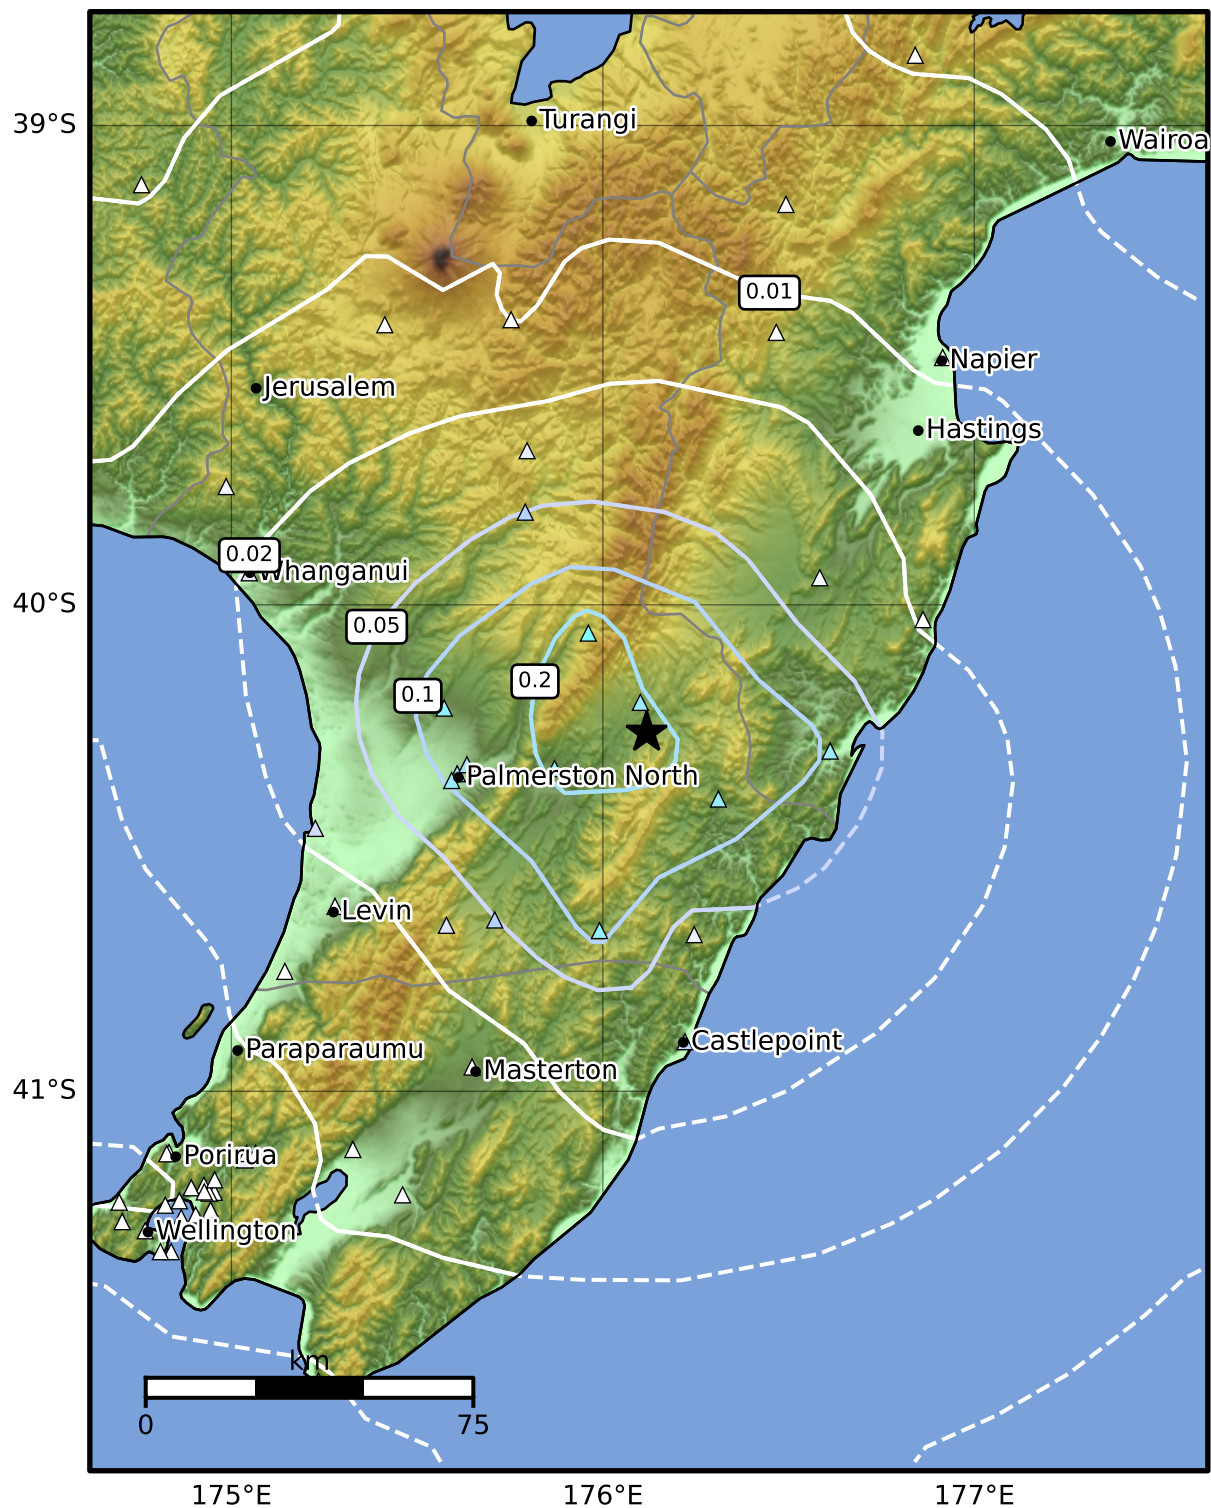 39°S
Turangi
Wairoa
0.01
Napier
Jerusalem
Hastings
0.02
Whanganui
40°S
0.05
0.1
0.2
Palmerston North
Levin
Paraparaumu
Castlepoint
Masterton
41°S
Porirua
Wellington
km
0 75
175°E 176°E 177°E